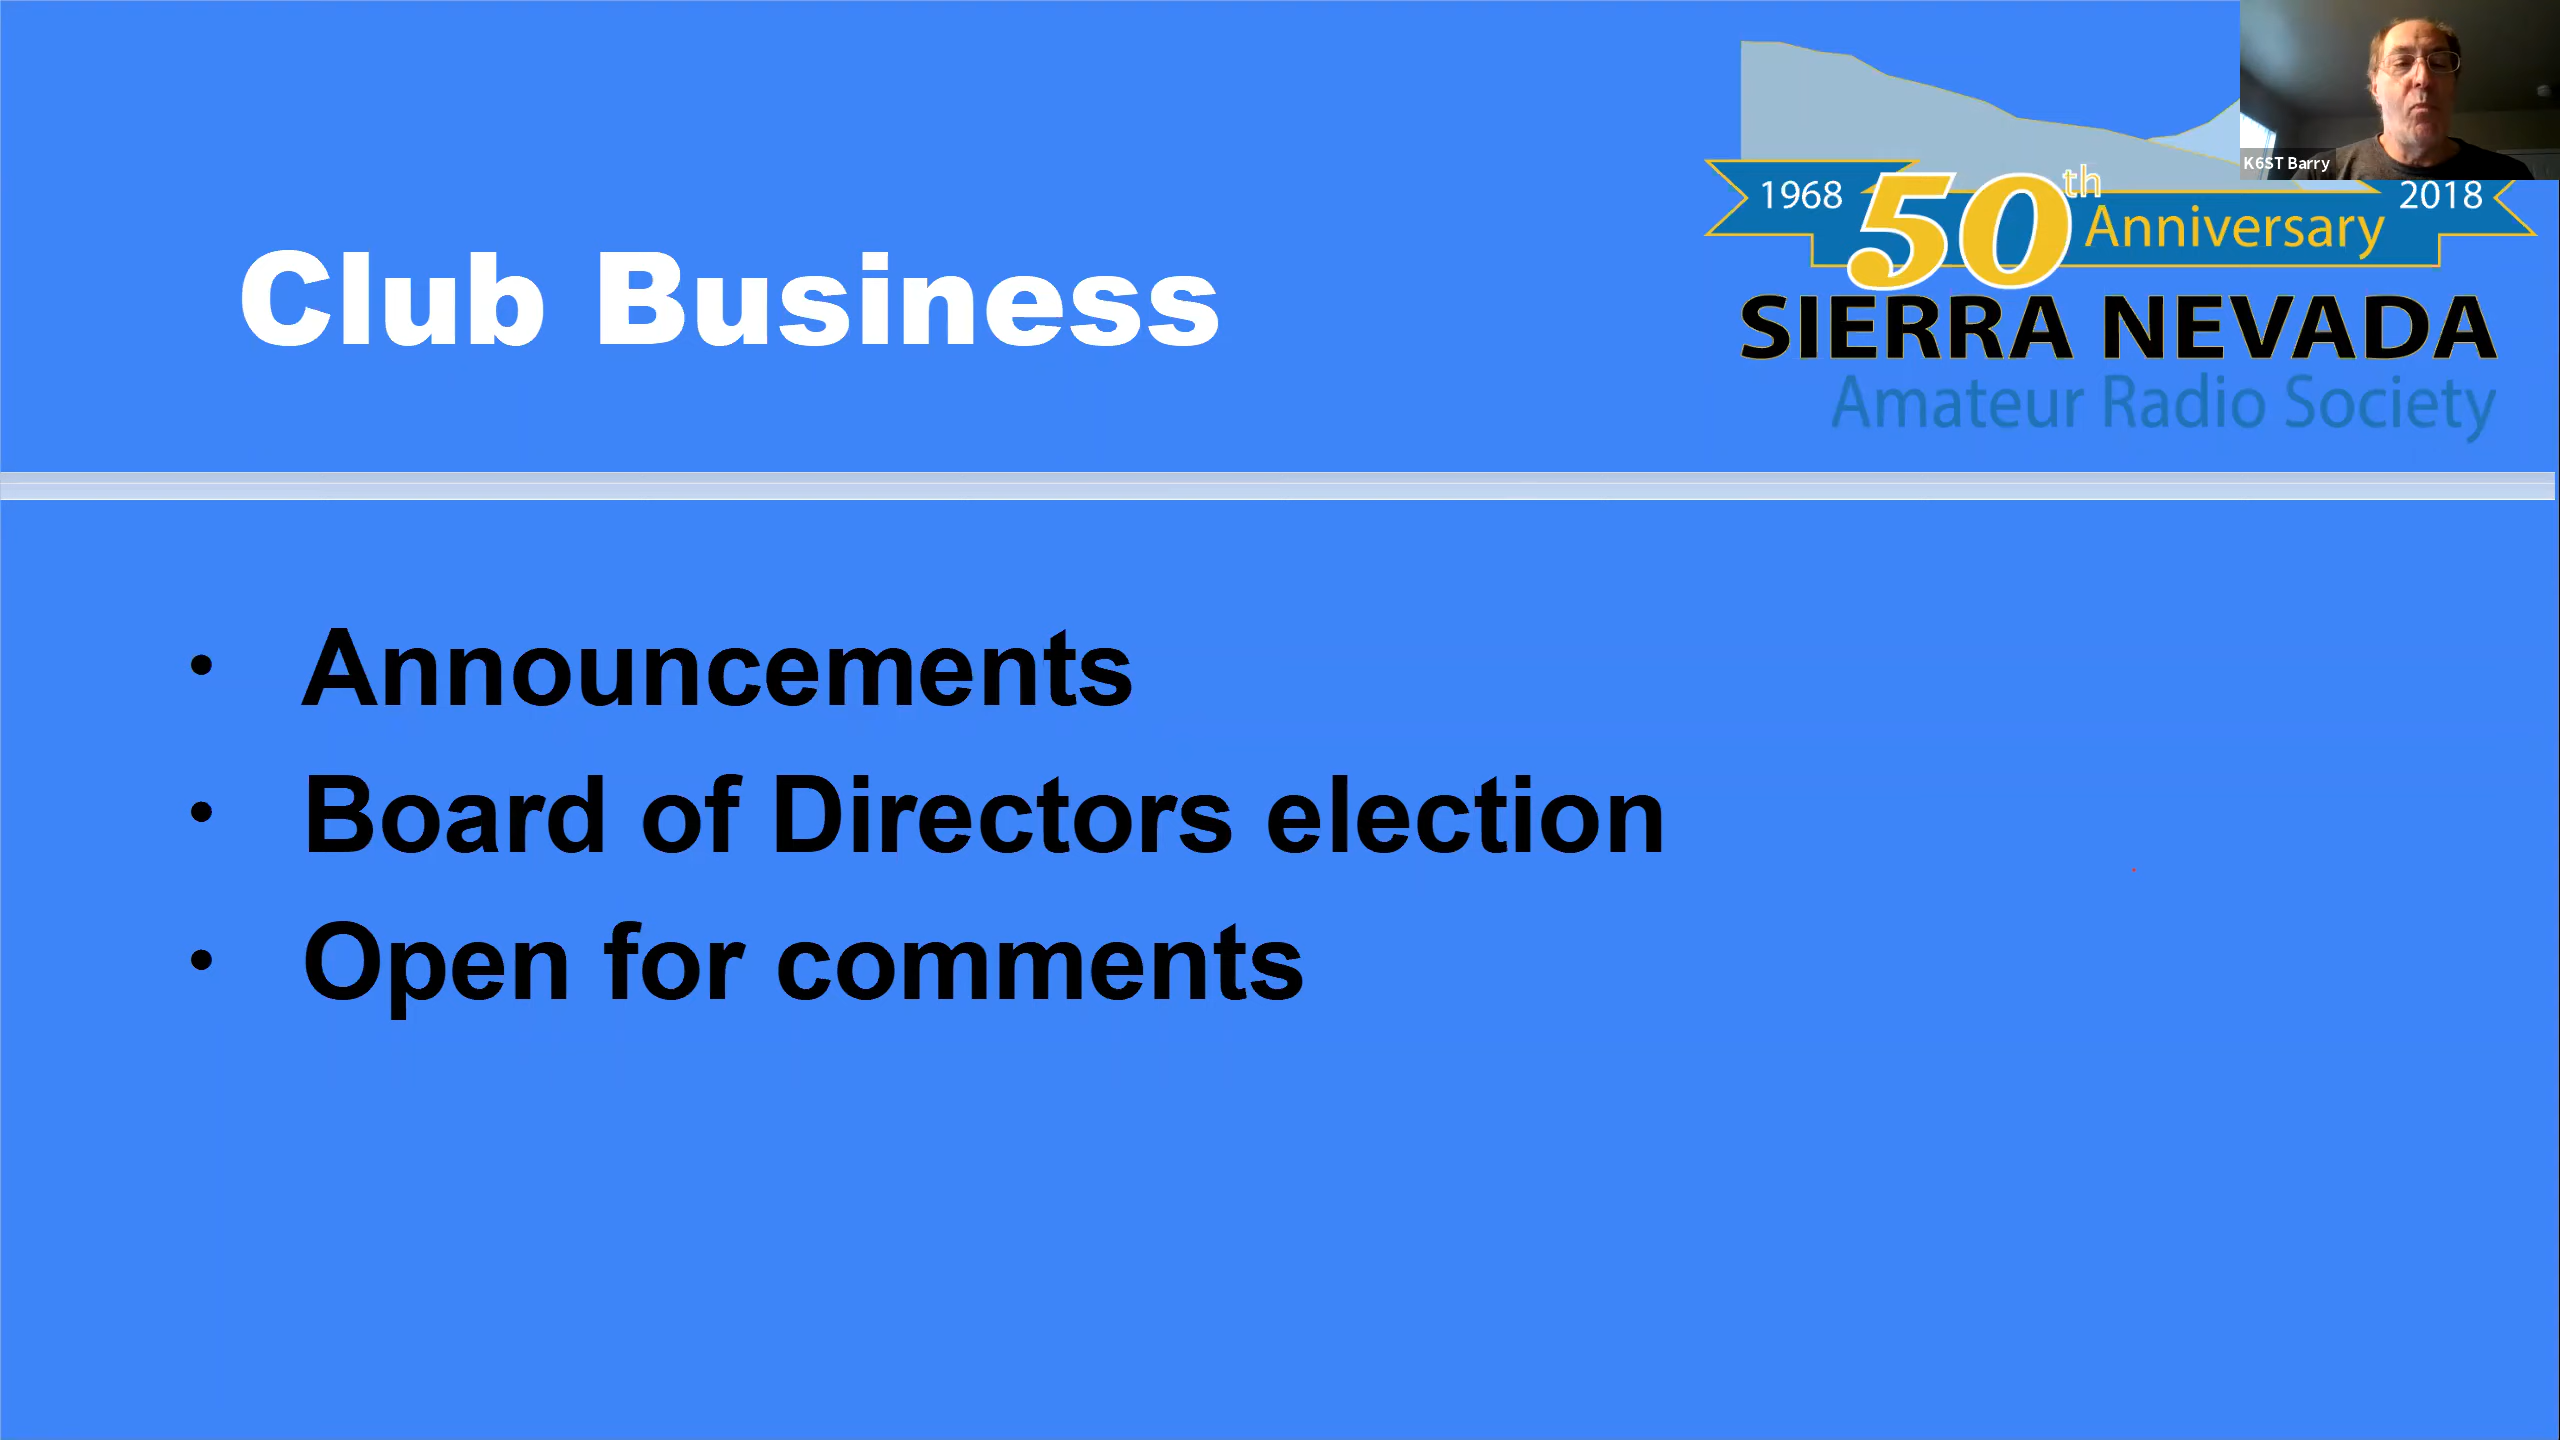 K6ST Barry
1968 50th Anniversary 2018
SIERRA NEVADA
Amateur Radio Society
Club Business
• Announcements
• Board of Directors election
• Open for comments